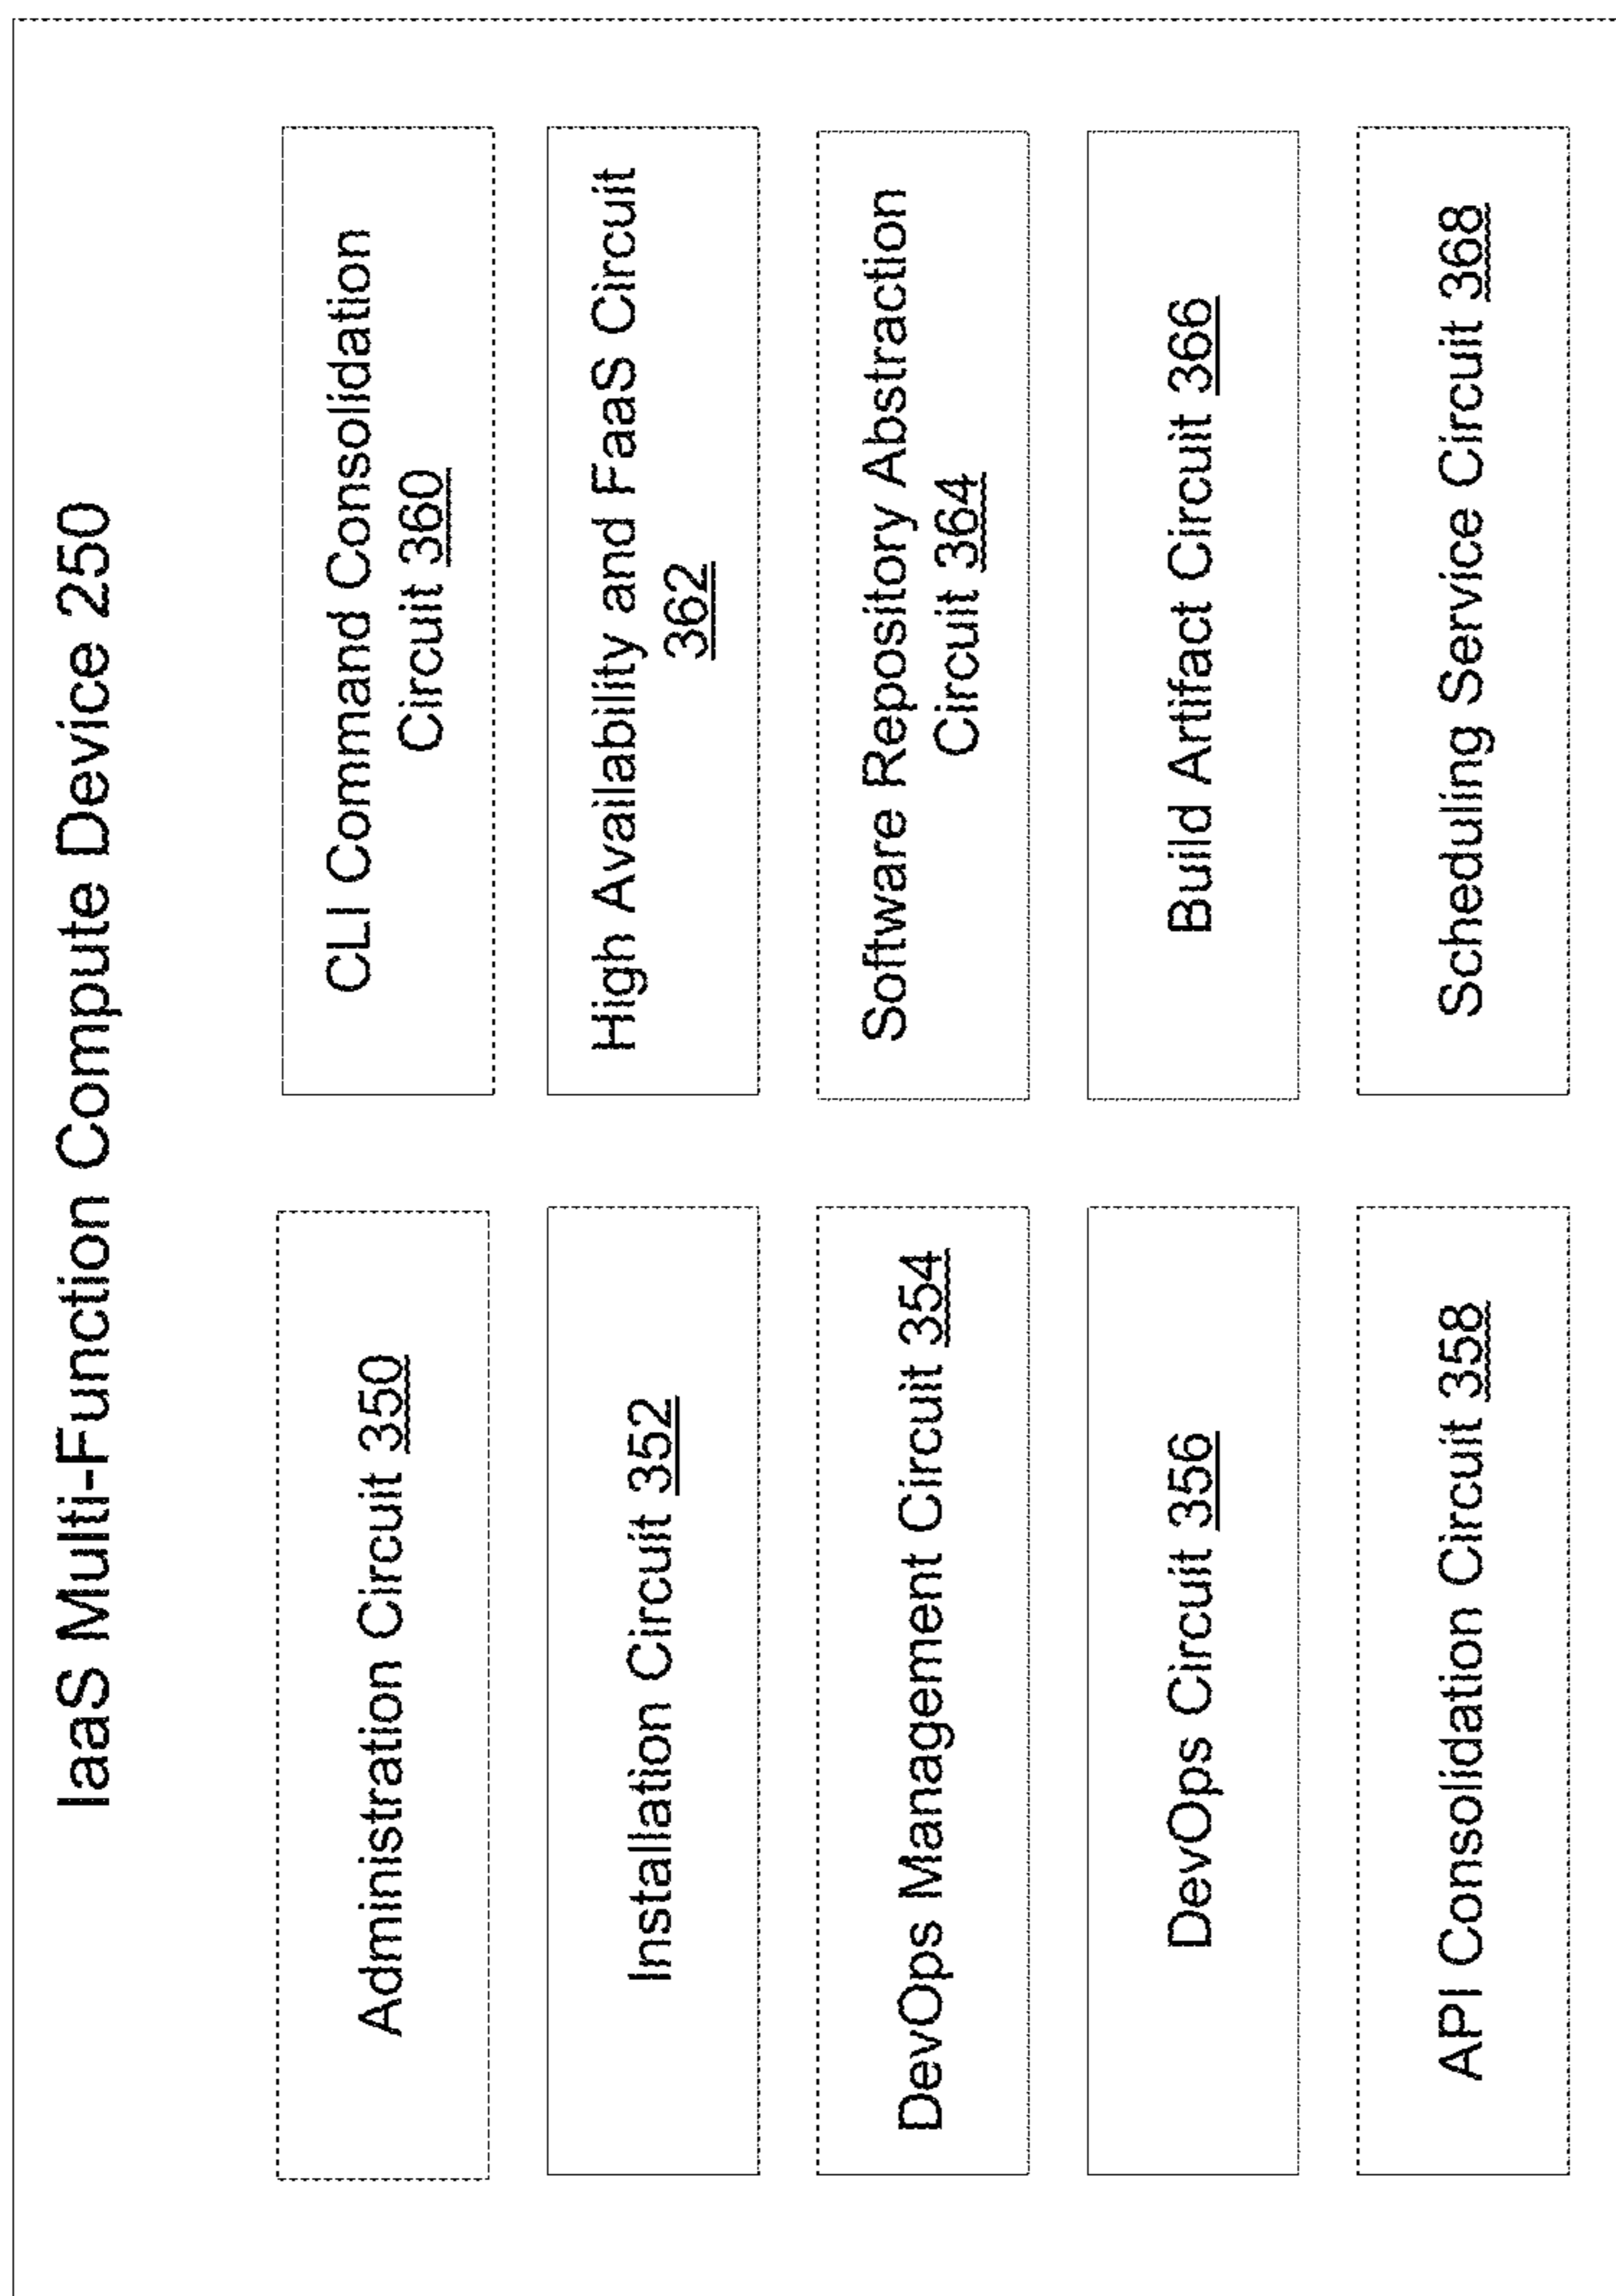 IaaS Multi-Function Compute Device 250
Administration Circuit 350
Installation Circuit 352
DevOps Management Circuit 354
DevOps Circuit 356
API Consolidation Circuit 358
CLI Command Consolidation
Circuit 360
High Availability and FaaS Circuit
362
Software Repository Abstraction
Circuit 364
Build Artifact Circuit 366
Scheduling Service Circuit 368